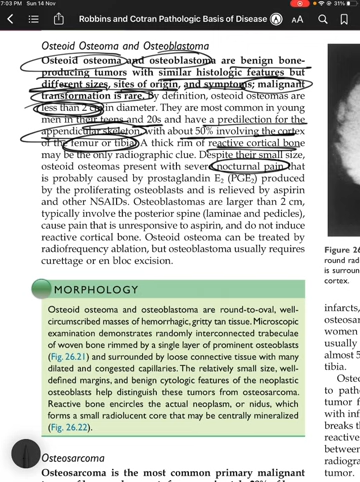 7:03 PM Sun 14 Nov
31%
Robbins and Cotran Pathologic Basis of Disease
AA
Osteoid Osteoma and Osteoblastoma
Osteoid osteoma and osteoblastoma are benign bone-
producing tumors with similar histologic features but
different sizes, sites of origin, and symptoms; malignant
transformation is rare. By definition, osteoid osteomas are
less than 2 cm in diameter. They are most common in young
men in their teens and 20s and have a predilection for the
appendicular skeleton, with about 50% involving the cortex
of the femur or tibia. A thick rim of reactive cortical bone
may be the only radiographic clue. Despite their small size,
osteoid osteomas present with severe nocturnal pain that
is probably caused by prostaglandin E2 (PGE2) produced
by the proliferating osteoblasts and is relieved by aspirin
and other NSAIDs. Osteoblastomas are larger than 2 cm,
typically involve the posterior spine (laminae and pedicles),
cause pain that is unresponsive to aspirin, and do not induce
reactive cortical bone. Osteoid osteoma can be treated by
radiofrequency ablation, but osteoblastoma usually requires
curettage or en bloc excision.
MORPHOLOGY
Osteoid osteoma and osteoblastoma are round-to-oval, well-
circumscribed masses of hemorrhagic, gritty tan tissue. Microscopic
examination demonstrates randomly interconnected trabeculae
of woven bone rimmed by a single layer of prominent osteoblasts
(Fig. 26.21) and surrounded by loose connective tissue with many
dilated and congested capillaries. The relatively small size, well-
defined margins, and benign cytologic features of the neoplastic
osteoblasts help distinguish these tumors from osteosarcoma.
Reactive bone encircles the actual neoplasm, or nidus, which
forms a small radiolucent core that may be centrally mineralized
(Fig. 26.22).
Osteosarcoma
Osteosarcoma is the most common primary malignant
Figure 26
round rad
is surroun
cortex.
infarcts,
osteosar
women
usually
almost 5
tibia.
Osteo
to path
tumor f
with inf
breaks t
reactive
between
radiogra
tumor.